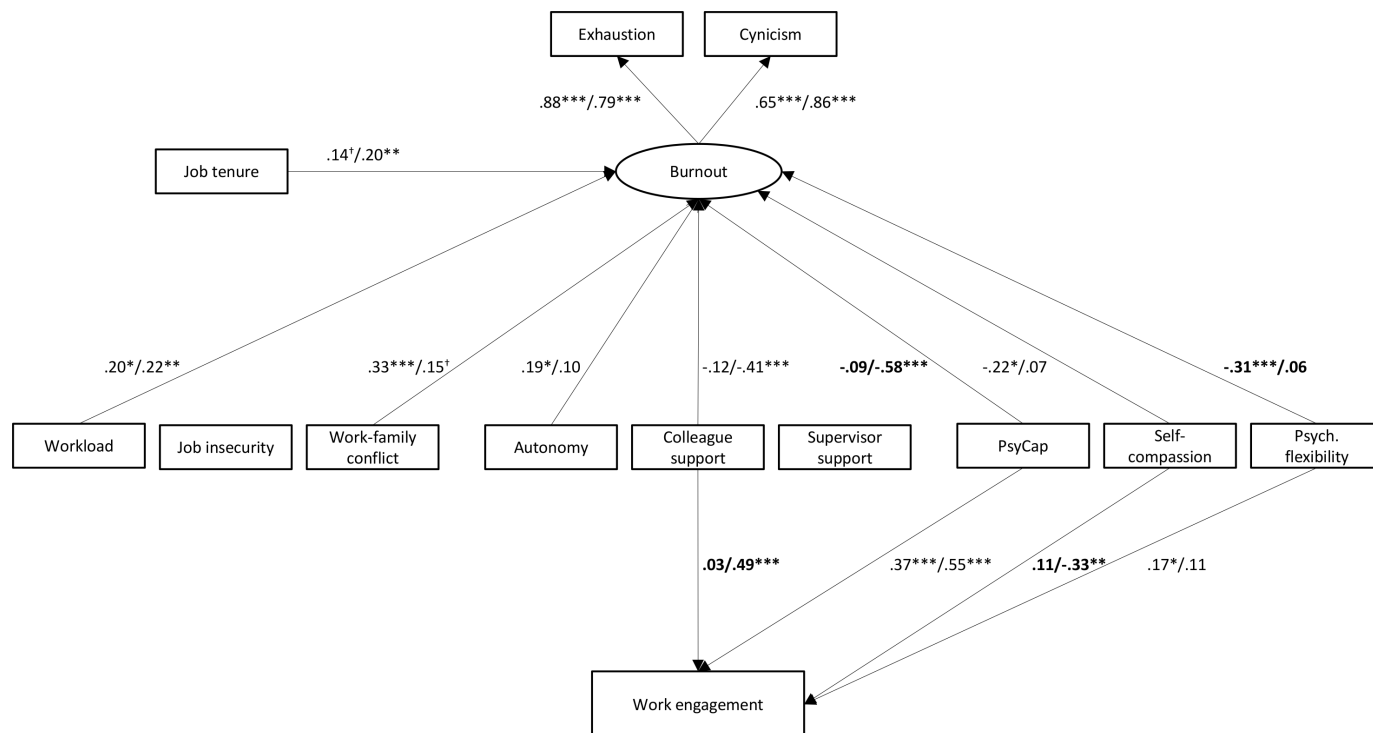 Exhaustion
Cynicism
.88***/.79***
.65***/.86***
Job tenure
.14†/.20**
Burnout
.20*/.22**
.33***/.15†
.19*/.10
-.12/-.41***
-.09/-.58***
-.22*/.07
-.31***/.06
Workload
Job insecurity
Work-family
conflict
Autonomy
Colleague
support
Supervisor
support
PsyCap
Self-
compassion
Psych.
flexibility
.03/.49***
.37***/.55***
.11/-.33**
.17*/.11
Work engagement